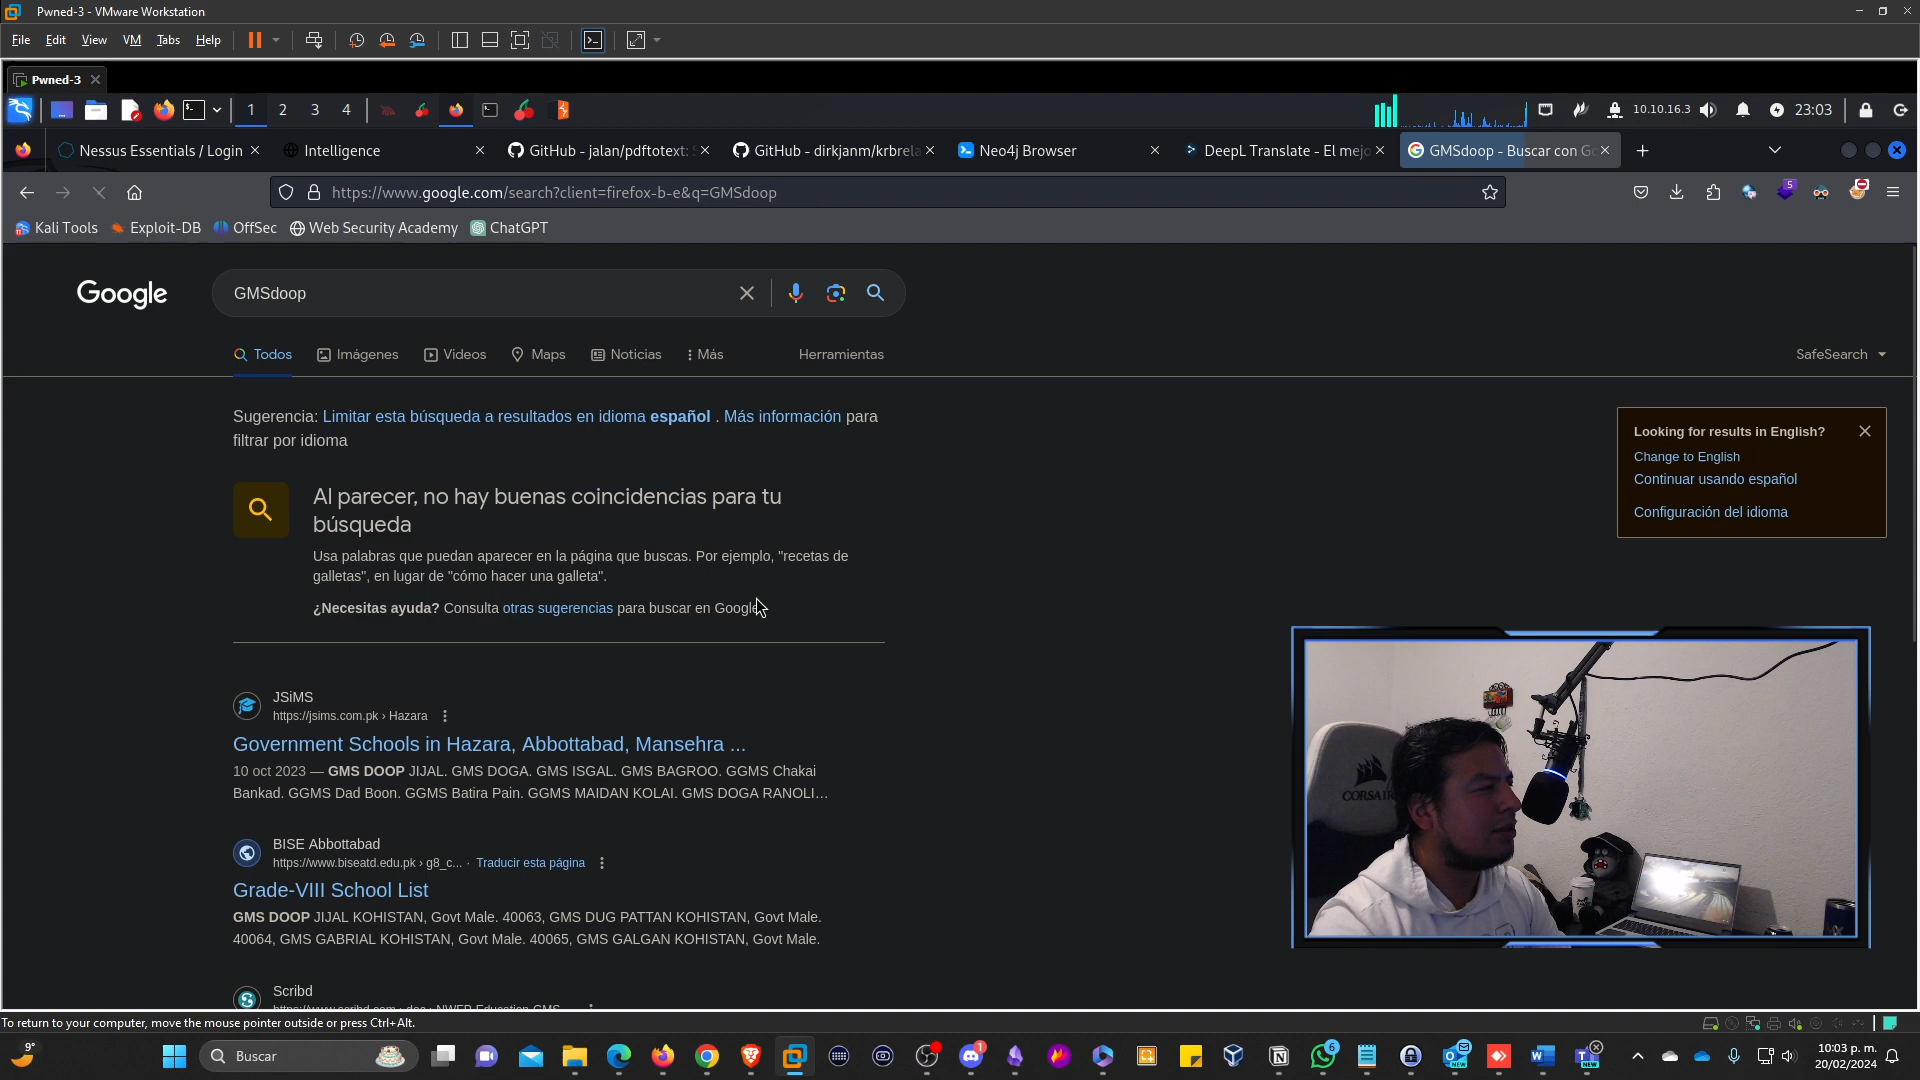 Pwned-3 - VMware Workstation
File Edit View VM Tabs Help
Pwned-3
1 2 3 4
10.10.16.3
23:03
Nessus Essentials / Login
Intelligence
GitHub - jalan/pdftotext:
GitHub - dirkjanm/krbrela
Neo4j Browser
DeepL Translate - El mejo
GMSdoop - Buscar con Go
https://www.google.com/search?client=firefox-b-e&q=GMSdoop
5
Kali Tools Exploit-DB OffSec Web Security Academy ChatGPT
Google
GMSdoop
Todos Imágenes Videos Maps Noticias Más Herramientas SafeSearch
Sugerencia: Limitar esta búsqueda a resultados en idioma español . Más información para
filtrar por idioma
Looking for results in English?
Change to English
Continuar usando español
Configuración del idioma
Al parecer, no hay buenas coincidencias para tu
búsqueda
Usa palabras que puedan aparecer en la página que buscas. Por ejemplo, "recetas de
galletas", en lugar de "cómo hacer una galleta".
¿Necesitas ayuda? Consulta otras sugerencias para buscar en Google
JSiMS
https://jsims.com.pk › Hazara
Government Schools in Hazara, Abbottabad, Mansehra ...
10 oct 2023 — GMS DOOP JIJAL. GMS DOGA. GMS ISGAL. GMS BAGROO. GGMS Chakai
Bankad. GGMS Dad Boon. GGMS Batira Pain. GGMS MAIDAN KOLAI. GMS DOGA RANOLI...
BISE Abbottabad
https://www.biseatd.edu.pk › g8_c... · Traducir esta página
Grade-VIII School List
GMS DOOP JIJAL KOHISTAN, Govt Male. 40063, GMS DUG PATTAN KOHISTAN, Govt Male.
40064, GMS GABRIAL KOHISTAN, Govt Male. 40065, GMS GALGAN KOHISTAN, Govt Male.
Scribd
CORSAIR
To return to your computer, move the mouse pointer outside or press Ctrl+Alt.
9°
Buscar
1
6
NEW
NEW
10:03 p. m.
20/02/2024